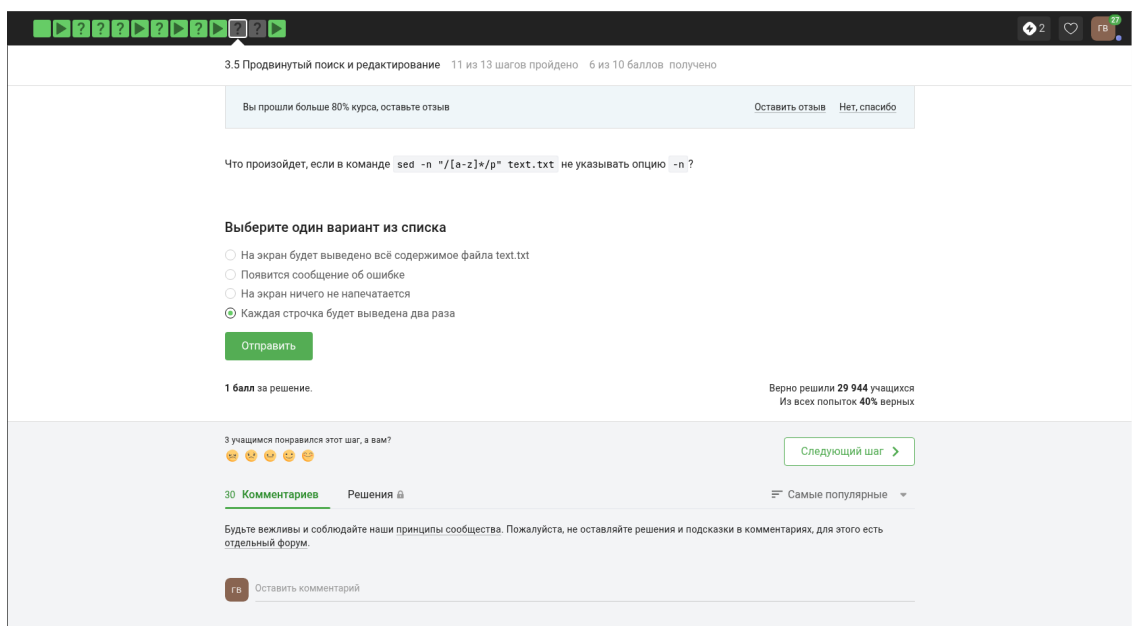 ? ? ? ? ? ?
2
ГВ
27
3.5 Продвинутый поиск и редактирование 11 из 13 шагов пройдено 6 из 10 баллов получено
Вы прошли больше 80% курса, оставьте отзыв Оставить отзыв Нет, спасибо
Что произойдет, если в команде sed -n "/[a-z]*/p" text.txt не указывать опцию -n ?
Выберите один вариант из списка
На экран будет выведено всё содержимое файла text.txt
Появится сообщение об ошибке
На экран ничего не напечатается
Каждая строчка будет выведена два раза
Отправить
1 балл за решение.
Верно решили 29 944 учащихся
Из всех попыток 40% верных
3 учащимся понравился этот шаг, а вам?
Следующий шаг
30 Комментариев Решения
Самые популярные
Будьте вежливы и соблюдайте наши принципы сообщества. Пожалуйста, не оставляйте решения и подсказки в комментариях, для этого есть
отдельный форум.
ГВ Оставить комментарий